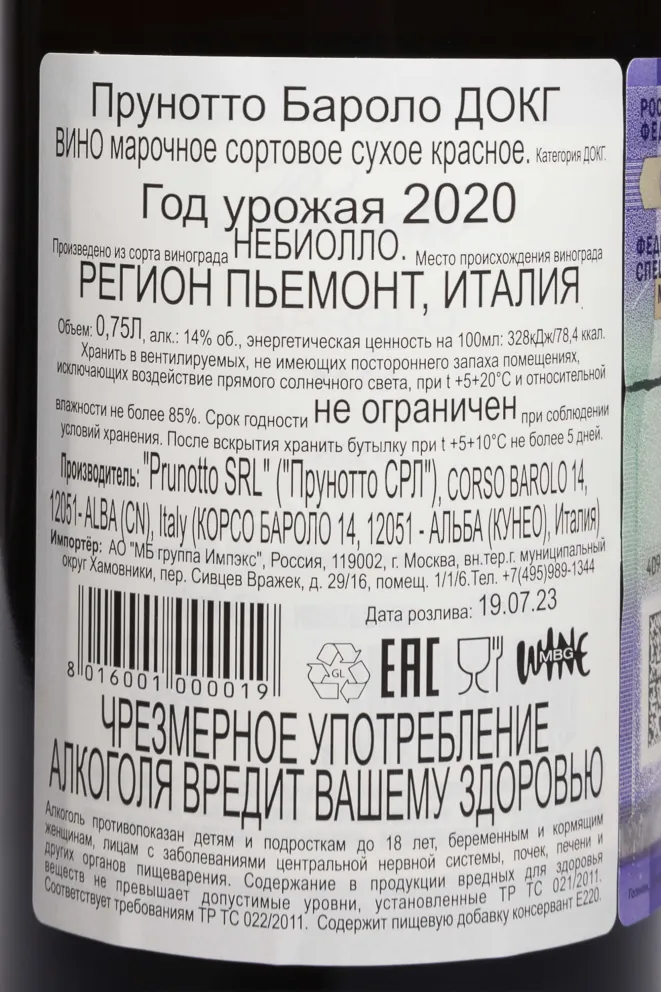 Прунотто Бароло ДОКГ
ВИНО марочное сортовое сухое красное. Категория ДОКГ.
Год урожая 2020
Произведено из сорта винограда НЕБИОЛЛО. Место происхождения винограда
РЕГИОН ПЬЕМОНТ, ИТАЛИЯ
Объем: 0,75Л, алк.: 14% об., энергетическая ценность на 100мл: 328кДж/78,4 ккал.
Хранить в вентилируемых, не имеющих постороннего запаха помещениях,
исключающих воздействие прямого солнечного света, при t +5+20°C и относительной
влажности не более 85%. Срок годности не ограничен при соблюдении
условий хранения. После вскрытия хранить бутылку при t +5+10°C не более 5 дней.
Производитель: "Prunotto SRL" ("Прунотто СРЛ"), CORSO BAROLO 14,
12051- ALBA (CN), Italy (КОРСО БАРОЛО 14, 12051 - АЛЬБА (КУНЕО), Италия)
Импортёр: АО "МБ группа Импэкс", Россия, 119002, г. Москва, вн.тер.г. муниципальный
округ Хамовники, пер. Сивцев Вражек, д. 29/16, помещ. 1/1/6.Тел. +7(495)989-1344
Дата розлива: 19.07.23
8 016001 000019
GL
EAC
WINE
MBG
ЧРЕЗМЕРНОЕ УПОТРЕБЛЕНИЕ
АЛКОГОЛЯ ВРЕДИТ ВАШЕМУ ЗДОРОВЬЮ
Алкоголь противопоказан детям и подросткам до 18 лет, беременным и кормящим
женщинам, лицам с заболеваниями центральной нервной системы, почек, печени и
других органов пищеварения. Содержание в продукции вредных для здоровья
веществ не превышает допустимые уровни, установленные ТР ТС 021/2011.
Соответствует требованиям ТР ТС 022/2011. Содержит пищевую добавку консервант Е220.
РОС
ФЕ
ФЕД
СПЕ
409